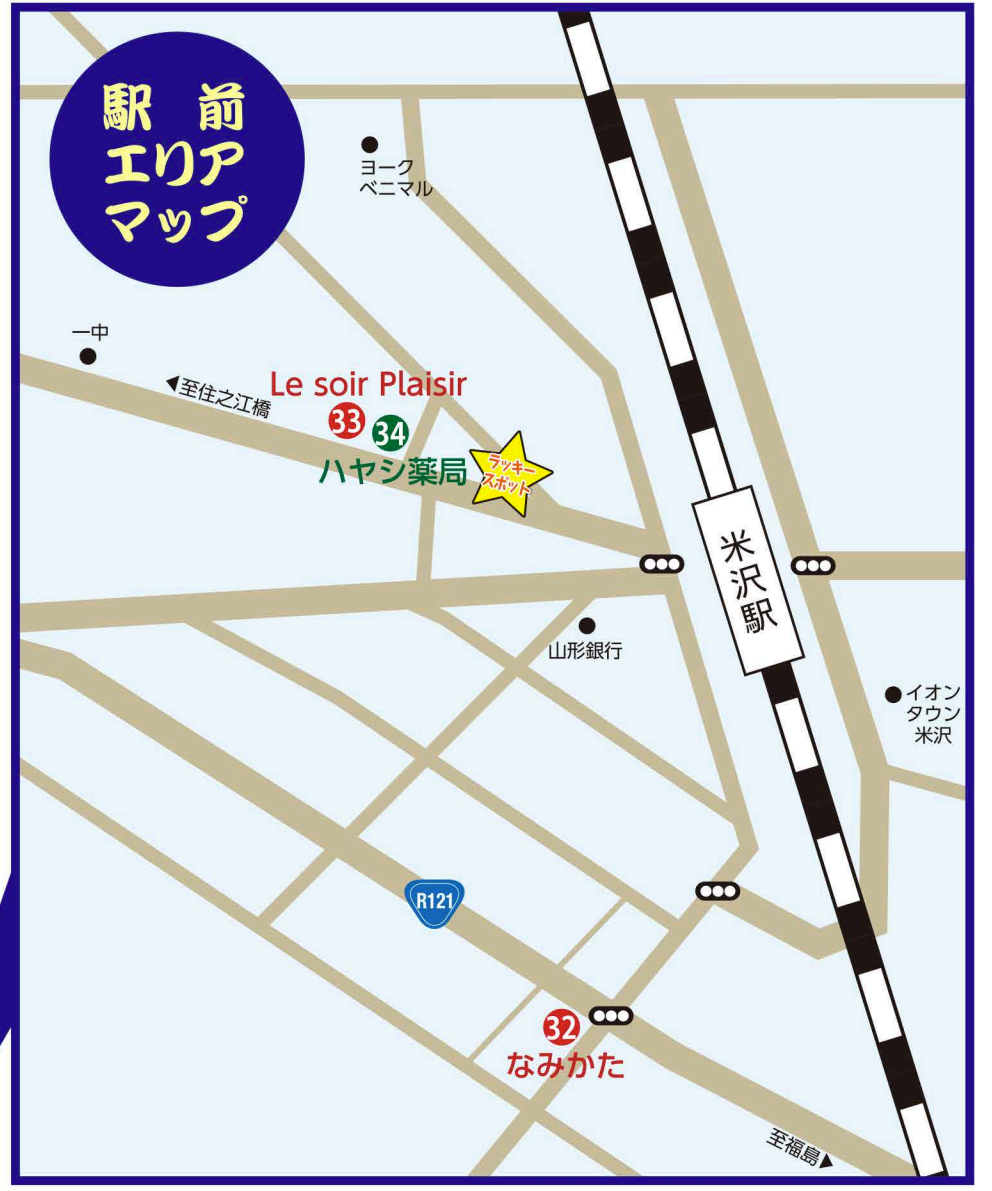 駅 前
エリア
マップ
ヨーク
ベニマル
一中
◀至住之江橋
Le soir Plaisir
33
34
ハヤシ薬局
ラッキー
スポット
米沢駅
山形銀行
イオン
タウン
米沢
R121
32
なみかた
至福島▶